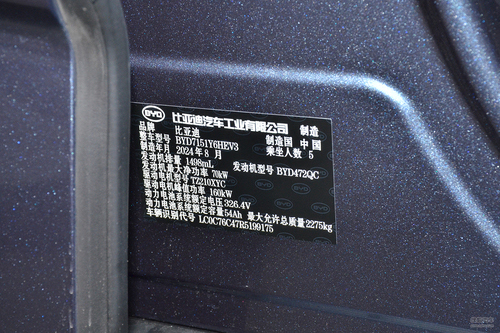 BYD 比亚迪汽车工业有限公司 制造
品牌 比亚迪 制造国 中国
整车型号 BYD7151Y6HEV3 乘坐人数 5
制造年月 2024年8月
发动机排量 1498mL 发动机型号 BYD472QC
发动机最大净功率 70kW
驱动电机型号 TZ210XYC
驱动电机峰值功率 160kW
动力电池系统额定电压 326.4V
动力电池系统额定容量 54Ah 最大允许总质量 2275kg
车辆识别代号 LC0C76C47R5199175